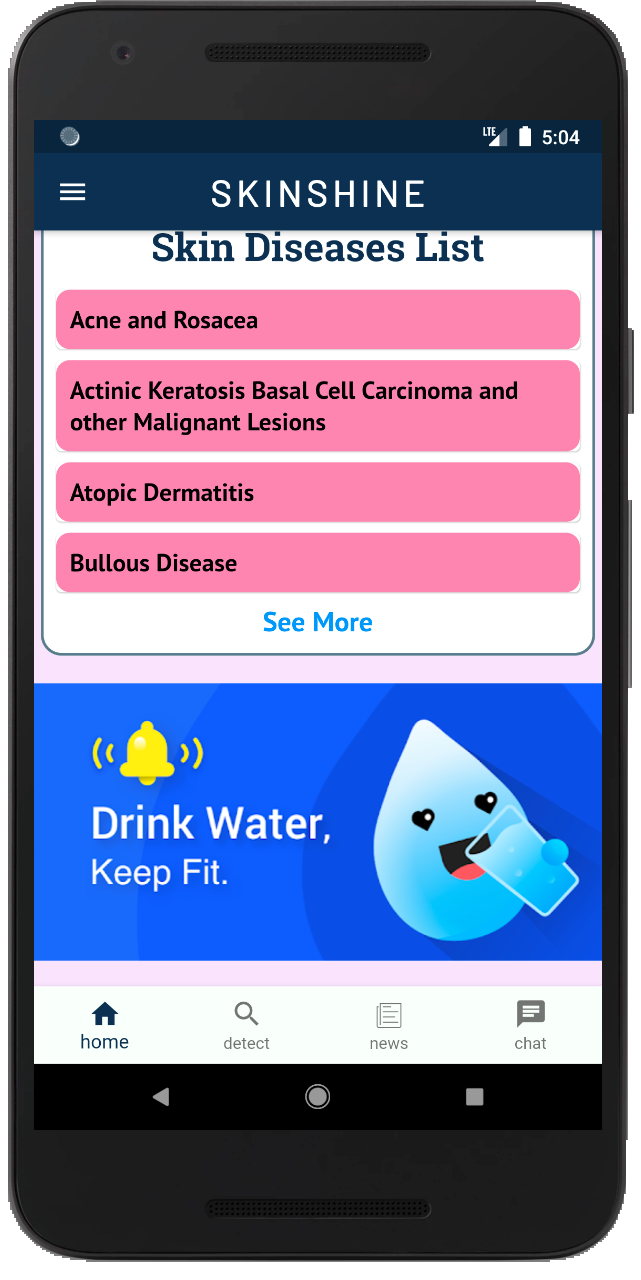 LTE
5:04
SKINSHINE
Skin Diseases List
Acne and Rosacea
Actinic Keratosis Basal Cell Carcinoma and
other Malignant Lesions
Atopic Dermatitis
Bullous Disease
See More
Drink Water,
Keep Fit.
home
detect
news
chat